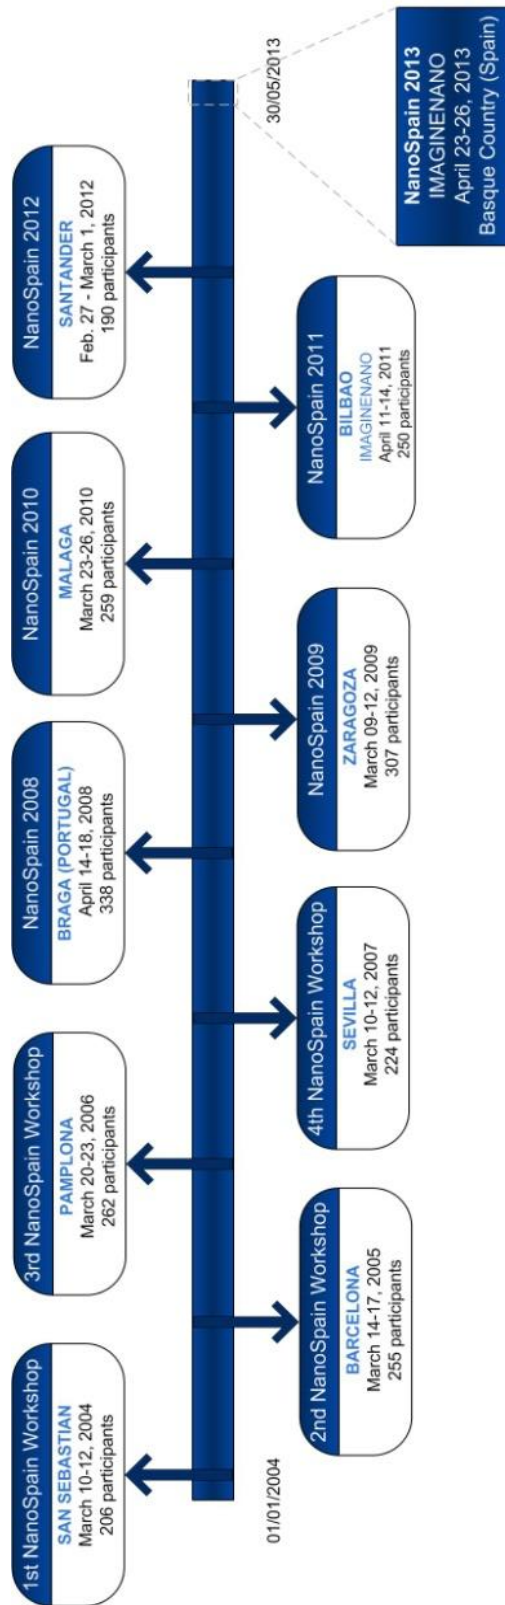 1st NanoSpain Workshop
SAN SEBASTIAN
March 10-12, 2004
206 participants
3rd NanoSpain Workshop
PAMPLONA
March 20-23, 2006
262 participants
NanoSpain 2008
BRAGA (PORTUGAL)
April 14-18, 2008
338 participants
NanoSpain 2010
MALAGA
March 23-26, 2010
259 participants
NanoSpain 2012
SANTANDER
Feb. 27 - March 1, 2012
190 participants
01/01/2004
30/05/2013
2nd NanoSpain Workshop
BARCELONA
March 14-17, 2005
255 participants
4th NanoSpain Workshop
SEVILLA
March 10-12, 2007
224 participants
NanoSpain 2009
ZARAGOZA
March 09-12, 2009
307 participants
NanoSpain 2011
BILBAO
IMAGINENANO
April 11-14, 2011
250 participants
NanoSpain 2013
IMAGINENANO
April 23-26, 2013
Basque Country (Spain)